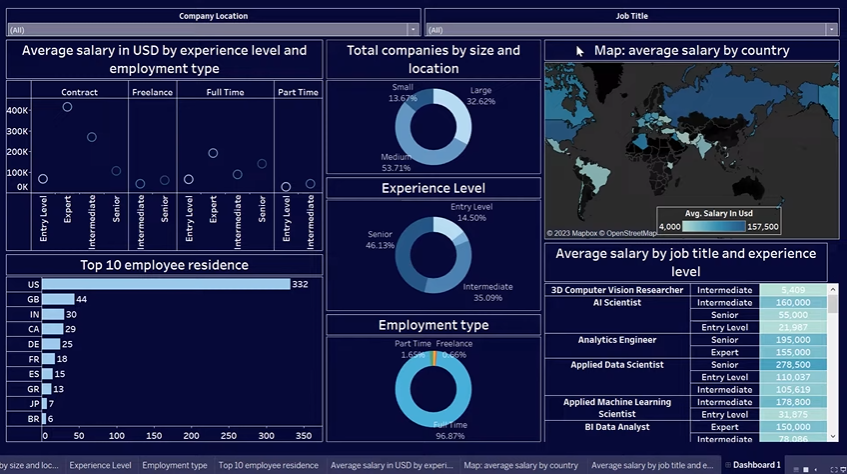 Company Location
(All)
Job Title
(All)
Average salary in USD by experience level and
employment type
Contract
Freelance
Full Time
Part Time
400K
300K
200K
100K
0K
Entry Level
Expert
Intermediate
Senior
Intermediate
Senior
Entry Level
Expert
Intermediate
Senior
Entry Level
Intermediate
Top 10 employee residence
US 332
GB 44
IN 30
CA 29
DE 25
FR 18
ES 15
GR 13
JP 7
BR 6
0 50 100 150 200 250 300 350
Total companies by size and
location
Small
13.67%
Large
32.62%
Medium
53.71%
Experience Level
Entry Level
14.50%
Senior
46.13%
Intermediate
35.09%
Employment type
Part Time
1.65%
Freelance
0.66%
Full Time
96.87%
Map: average salary by country
Avg. Salary In Usd
4,000 157,500
© 2023 Mapbox © OpenStreetMap
Average salary by job title and experience
level
3D Computer Vision Researcher Intermediate 5,409
AI Scientist Intermediate 160,000
Senior 55,000
Entry Level 21,987
Analytics Engineer Senior 195,000
Expert 155,000
Applied Data Scientist Senior 278,500
Entry Level 110,037
Intermediate 105,619
Applied Machine Learning
Scientist
Intermediate 178,800
Entry Level 31,875
BI Data Analyst Expert 150,000
Intermediate 78,086
by size and loc...
Experience Level
Employment type
Top 10 employee residence
Average salary in USD by experi...
Map: average salary by country
Average salary by job title and e...
Dashboard 1